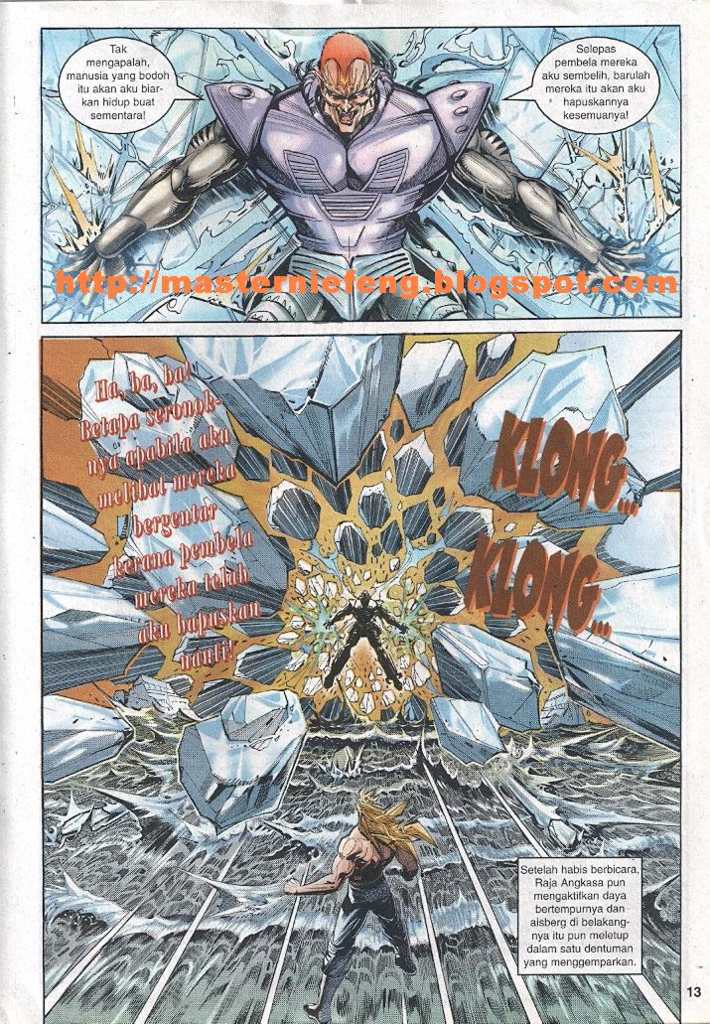 Tak
mengapalah,
manusia yang bodoh
itu akan aku biar-
kan hidup buat
sementara!
Selepas
pembela mereka
aku sembelih, barulah
mereka itu akan aku
hapuskannya
kesemuanya!
http://masterniefeng.blogspot.com
Ha, ha, ha!
Betapa seronok-
nya apabila aku
melihat mereka
bergentar
kerana pembela
mereka telah
aku hapuskan
nanti!
KLONG...
KLONG...
Setelah habis berbicara,
Raja Angkasa pun
mengaktifkan daya
bertempurnya dan
aisberg di belakang-
nya itu pun meletup
dalam satu dentuman
yang menggemparkan.
13